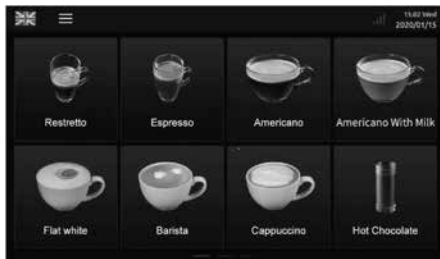 15:02 Wed
2020/01/15
Restretto
Espresso
Americano
Americano With Milk
Flat white
Barista
Cappuccino
Hot Chocolate